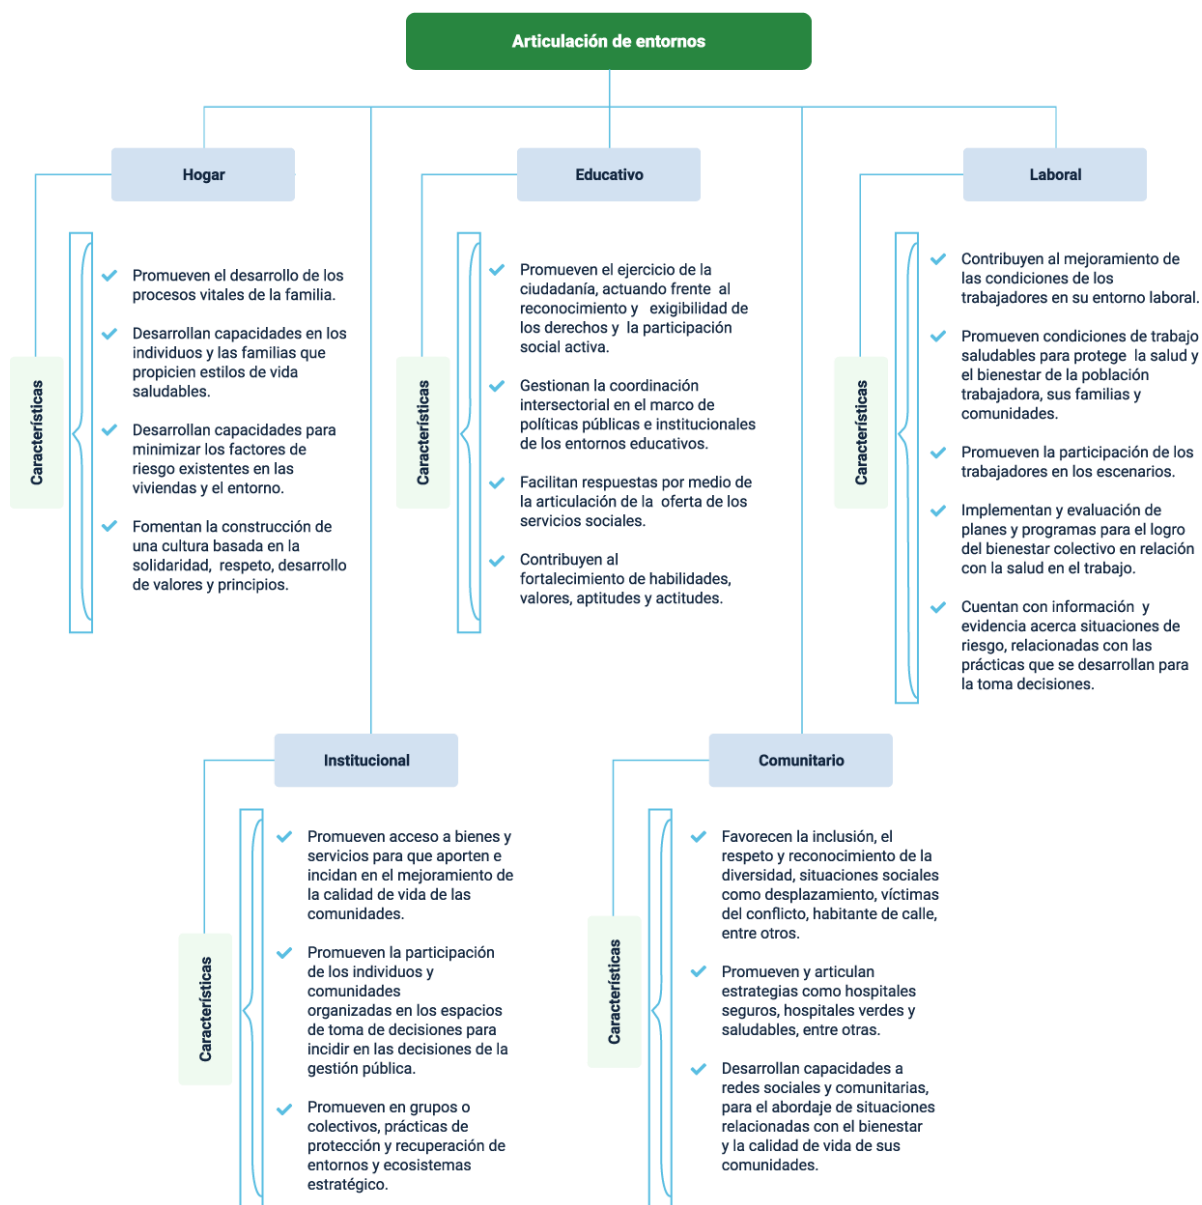 Articulación de entornos
Hogar
Características
Promueven el desarrollo de los
procesos vitales de la familia.
Desarrollan capacidades en los
individuos y las familias que
propicien estilos de vida
saludables.
Desarrollan capacidades para
minimizar los factores de
riesgo existentes en las
viviendas y el entorno.
Fomentan la construcción de
una cultura basada en la
solidaridad, respeto, desarrollo
de valores y principios.
Educativo
Características
Promueven el ejercicio de la
ciudadanía, actuando frente al
reconocimiento y exigibilidad de
los derechos y la participación
social activa.
Gestionan la coordinación
intersectorial en el marco de
políticas públicas e institucionales
de los entornos educativos.
Facilitan respuestas por medio de
la articulación de la oferta de los
servicios sociales.
Contribuyen al
fortalecimiento de habilidades,
valores, aptitudes y actitudes.
Laboral
Características
Contribuyen al mejoramiento de
las condiciones de los
trabajadores en su entorno laboral.
Promueven condiciones de trabajo
saludables para protege la salud y
el bienestar de la población
trabajadora, sus familias y
comunidades.
Promueven la participación de los
trabajadores en los escenarios.
Implementan y evaluación de
planes y programas para el logro
del bienestar colectivo en relación
con la salud en el trabajo.
Cuentan con información y
evidencia acerca situaciones de
riesgo, relacionadas con las
prácticas que se desarrollan para
la toma decisiones.
Institucional
Características
Promueven acceso a bienes y
servicios para que aporten e
incidan en el mejoramiento de
la calidad de vida de las
comunidades.
Promueven la participación
de los individuos y
comunidades
organizadas en los espacios
de toma de decisiones para
incidir en las decisiones de la
gestión pública.
Promueven en grupos o
colectivos, prácticas de
protección y recuperación de
entornos y ecosistemas
estratégico.
Comunitario
Características
Favorecen la inclusión, el
respeto y reconocimiento de la
diversidad, situaciones sociales
como desplazamiento, víctimas
del conflicto, habitante de calle,
entre otros.
Promueven y articulan
estrategias como hospitales
seguros, hospitales verdes y
saludables, entre otras.
Desarrollan capacidades a
redes sociales y comunitarias,
para el abordaje de situaciones
relacionadas con el bienestar
y la calidad de vida de sus
comunidades.